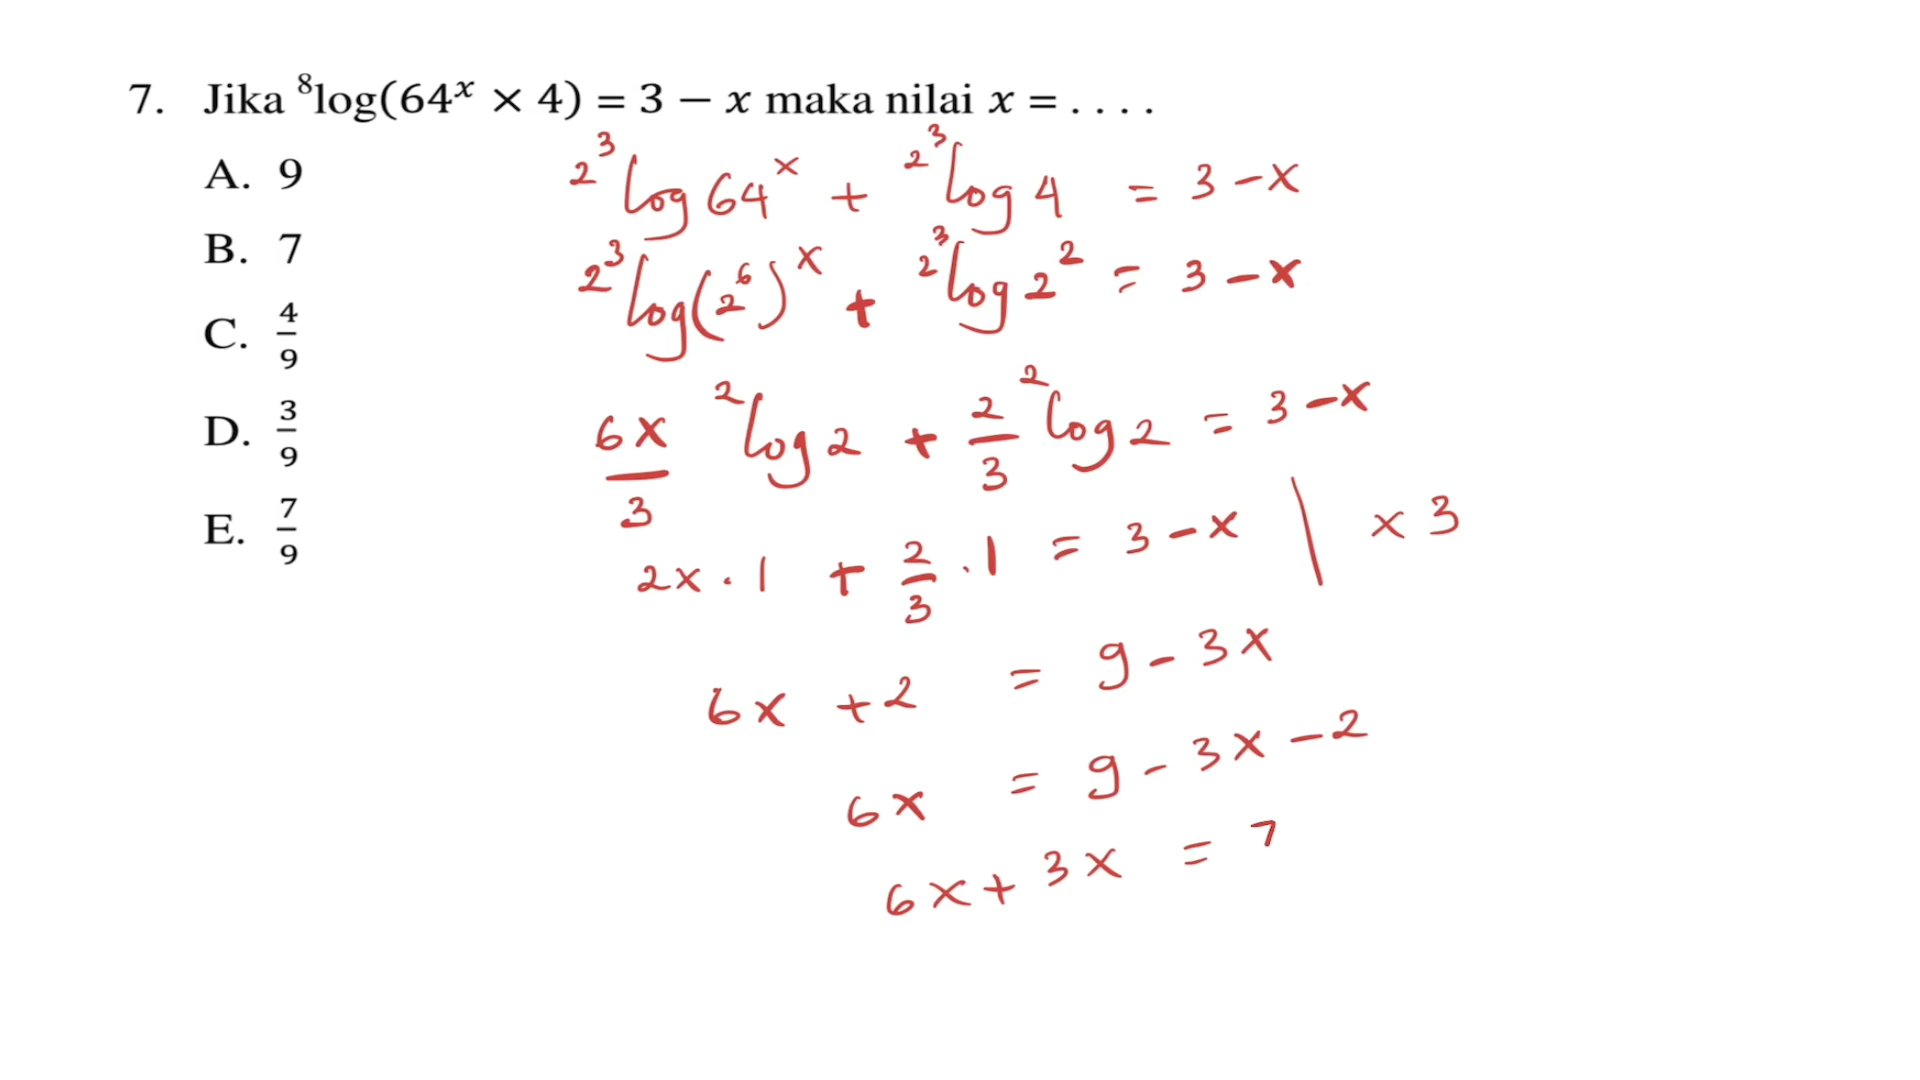 7. Jika ⁸log(64ˣ × 4) = 3 − x maka nilai x = . . . .
A. 9
B. 7
C. 4/9
D. 3/9
E. 7/9
2³log 64ˣ + 2³log 4 = 3 − x
2³log(2⁶)ˣ + 2³log 2² = 3 − x
6x/3 ²log 2 + 2/3 ²log 2 = 3 − x
2x . 1 + 2/3 . 1 = 3 − x | × 3
6x + 2 = 9 − 3x
6x = 9 − 3x − 2
6x + 3x = 7